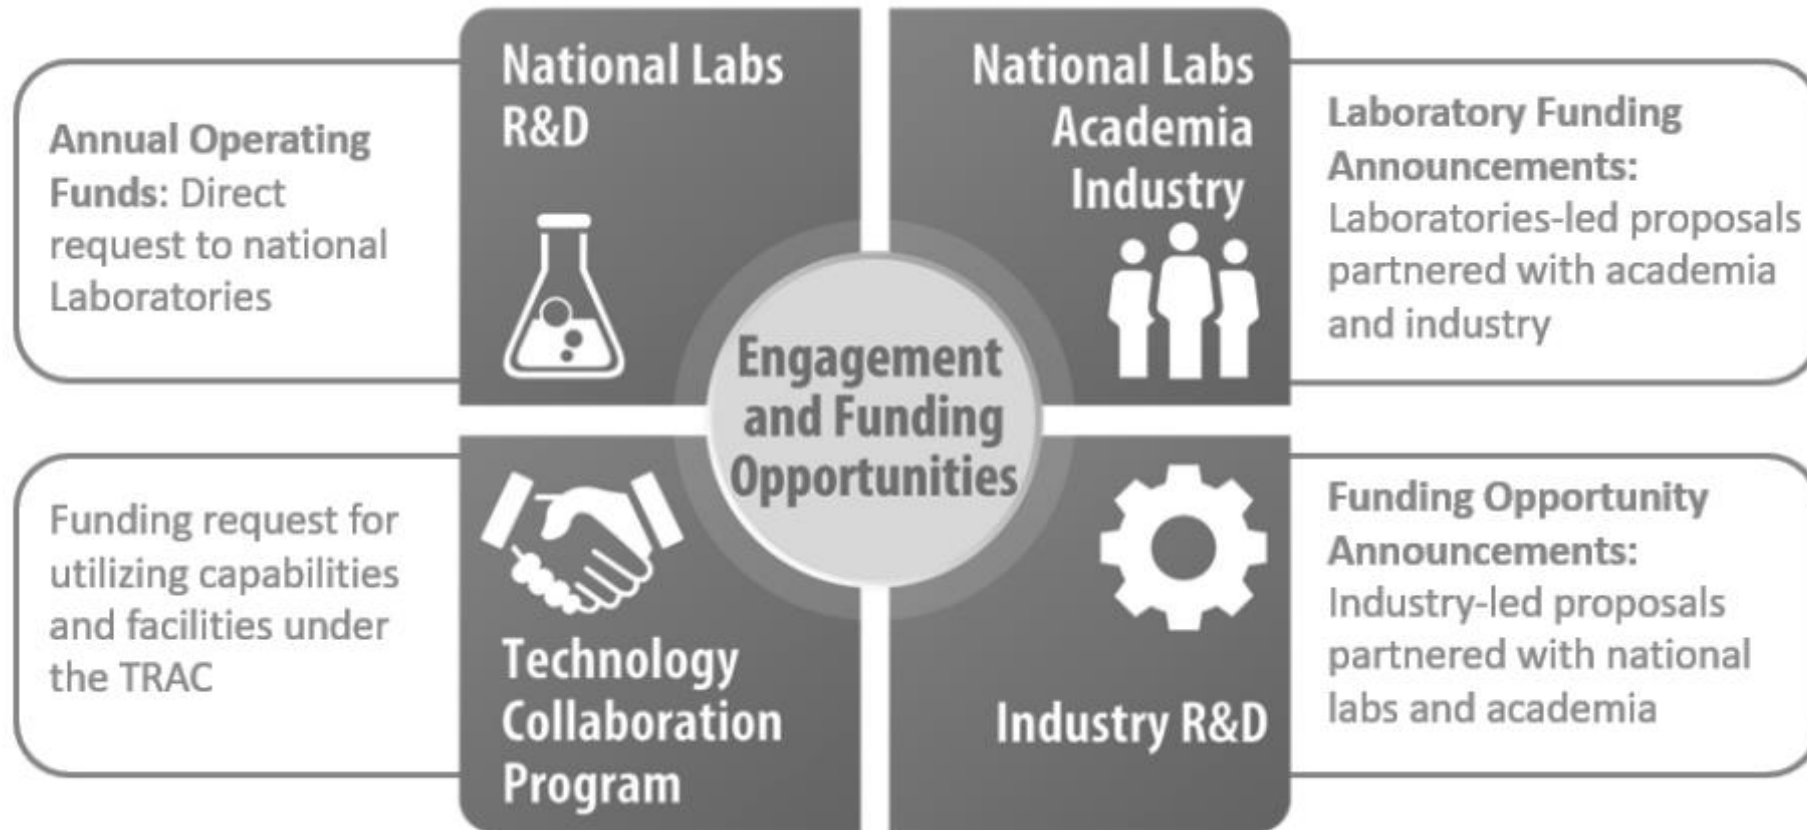 National Labs
R&D
Annual Operating
Funds: Direct
request to national
Laboratories
National Labs
Academia
Industry
Laboratory Funding
Announcements:
Laboratories-led proposals
partnered with academia
and industry
Engagement
and Funding
Opportunities
Funding request for
utilizing capabilities
and facilities under
the TRAC
Technology
Collaboration
Program
Industry R&D
Funding Opportunity
Announcements:
Industry-led proposals
partnered with national
labs and academia